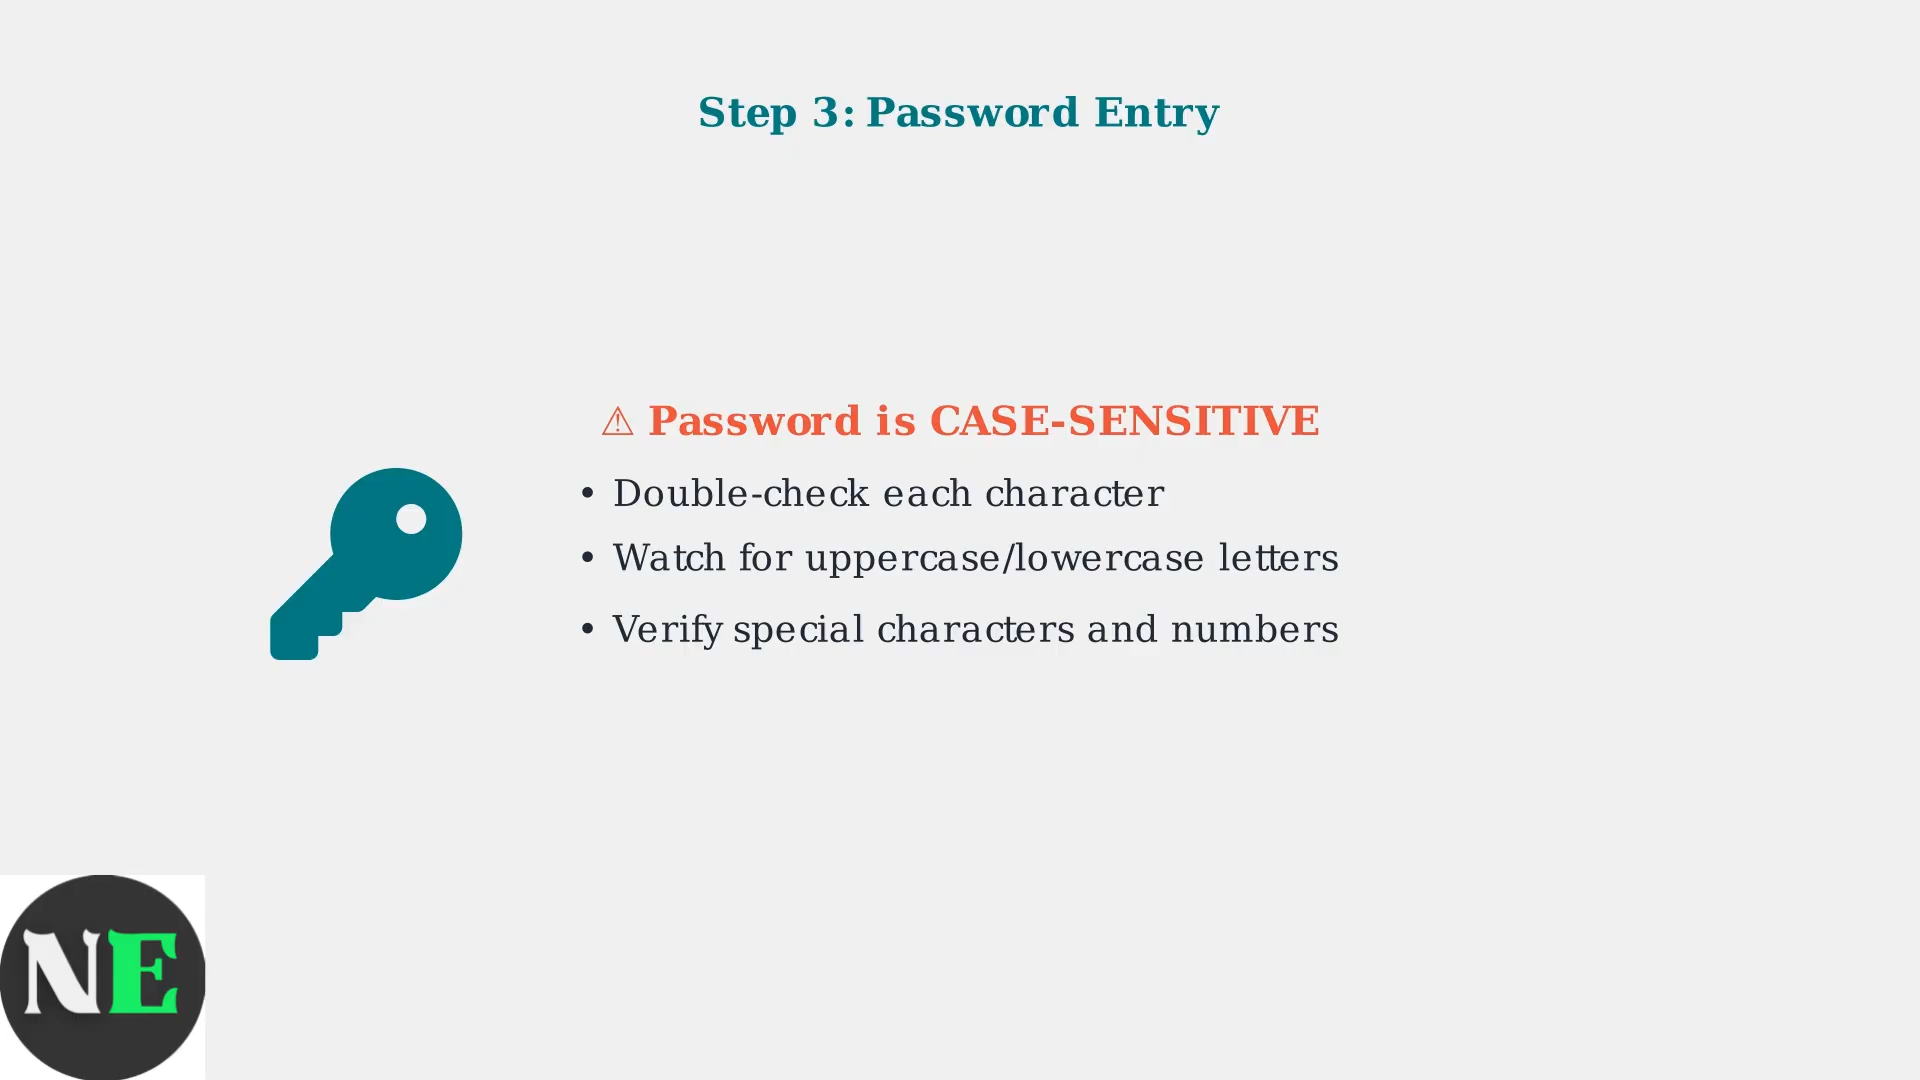 Step 3: Password Entry
⚠ Password is CASE-SENSITIVE
• Double-check each character
• Watch for uppercase/lowercase letters
• Verify special characters and numbers
NE